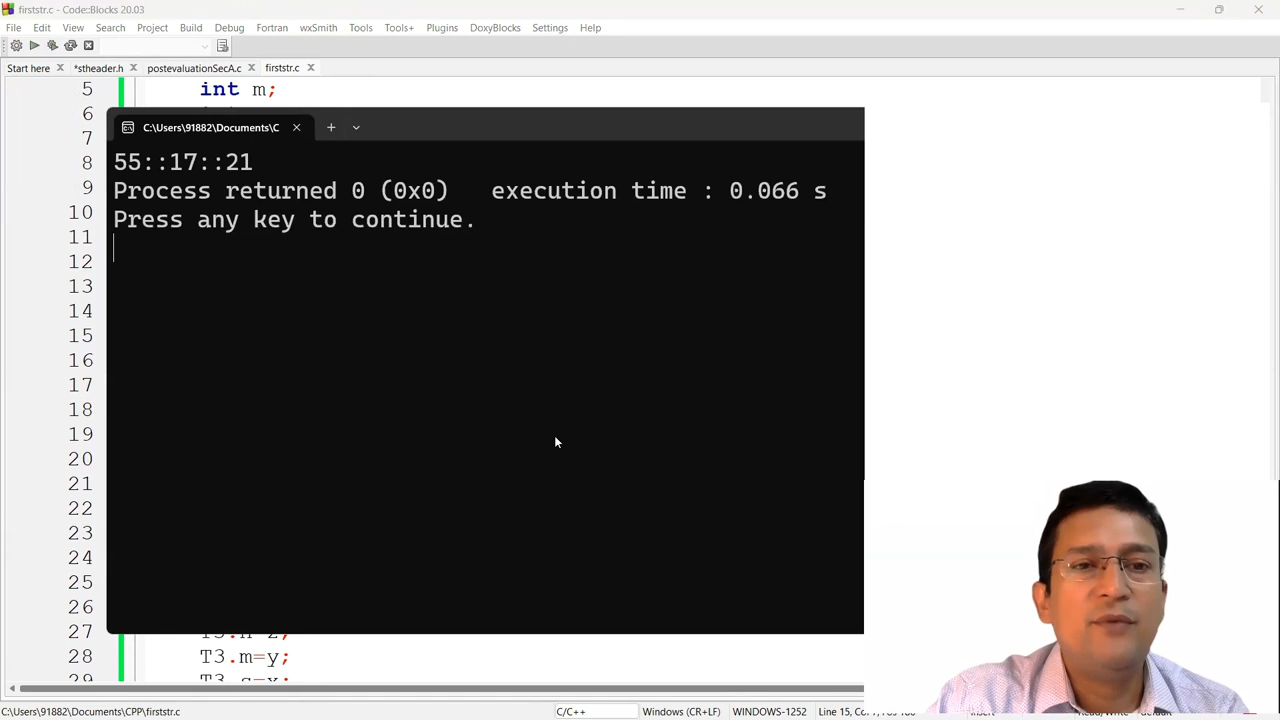 firststr.c - Code::Blocks 20.03
File Edit View Search Project Build Debug Fortran wxSmith Tools Tools+ Plugins DoxyBlocks Settings Help
Start here *stheader.h postevaluationSecA.c firststr.c
5 int m;
6
7
8
9
10
11
12
13
14
15
16
17
18
19
20
21
22
23
24
25
26
27
28 T3.m=y;
29
C:\Users\91882\Documents\C
55::17::21
Process returned 0 (0x0) execution time : 0.066 s
Press any key to continue.
C:\Users\91882\Documents\CPP\firststr.c C/C++ Windows (CR+LF) WINDOWS-1252